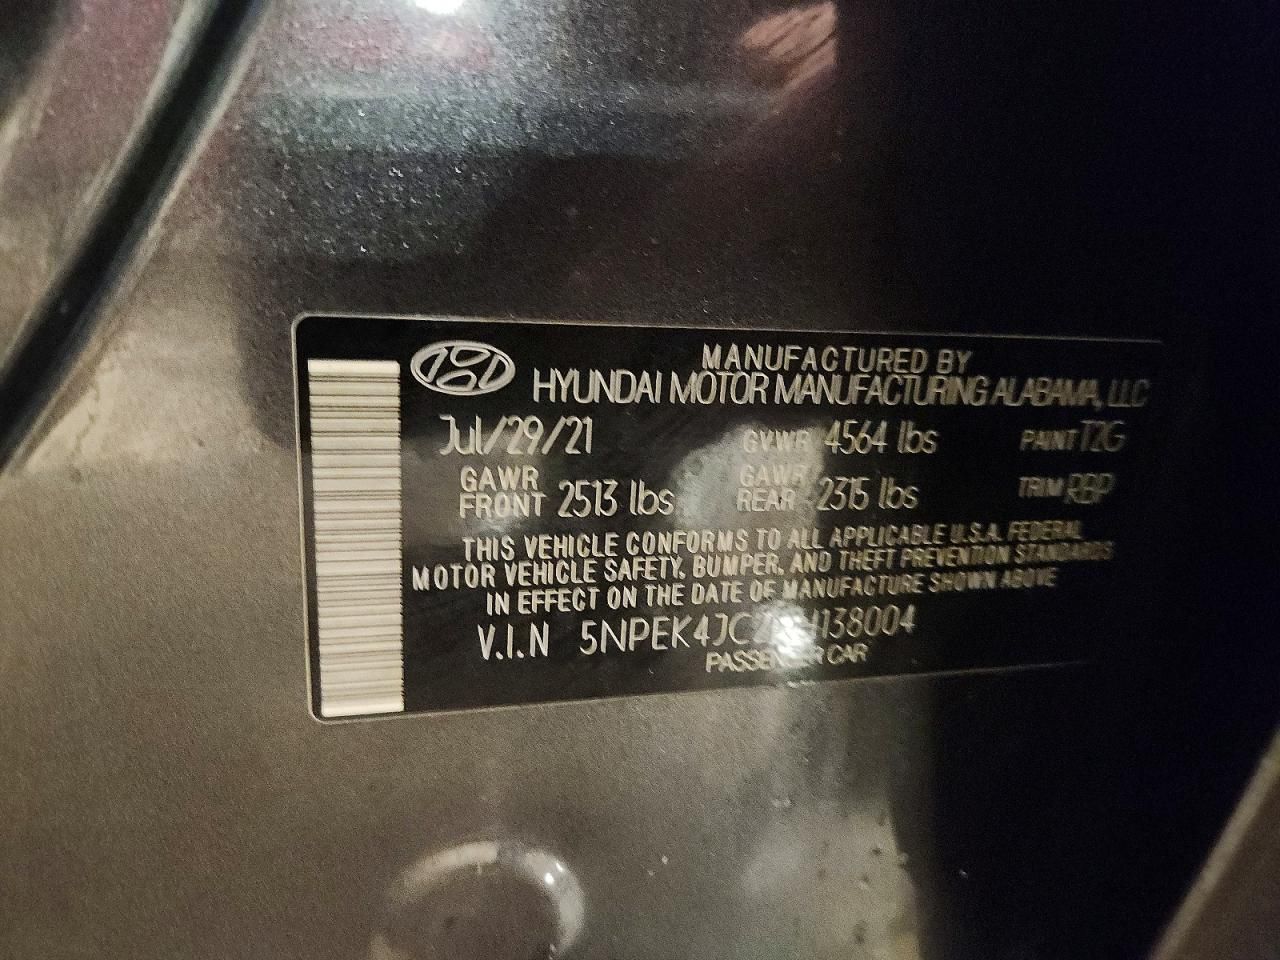 MANUFACTURED BY
HYUNDAI MOTOR MANUFACTURING ALABAMA, LLC
Jul/29/21 GVWR 4564 lbs PAINT T2G
GAWR FRONT 2513 lbs GAWR REAR 2315 lbs TRIM RBP
THIS VEHICLE CONFORMS TO ALL APPLICABLE U.S.A. FEDERAL
MOTOR VEHICLE SAFETY, BUMPER, AND THEFT PREVENTION STANDARDS
IN EFFECT ON THE DATE OF MANUFACTURE SHOWN ABOVE
V.I.N
PASSENGER CAR